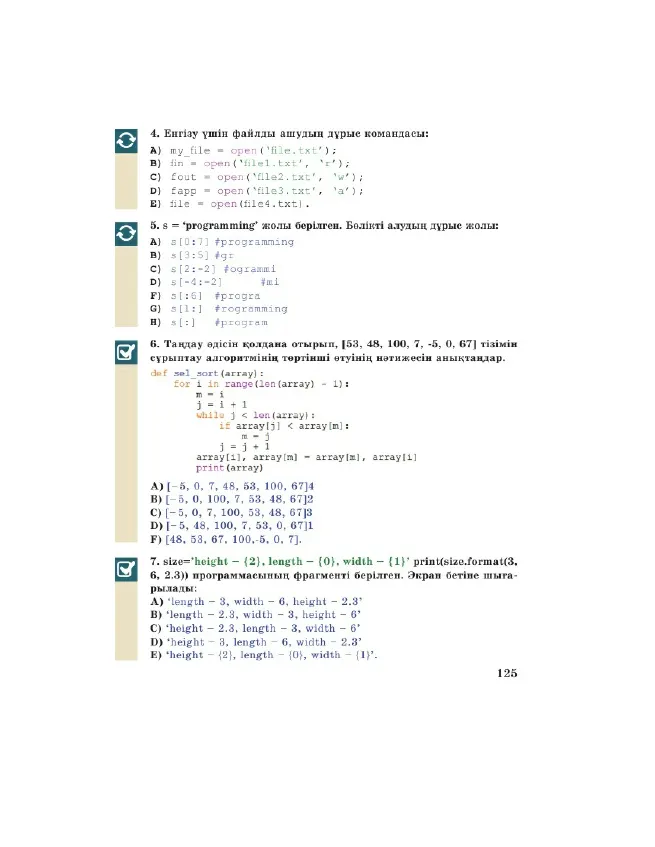 4. Енгізу үшін файлды ашудың дұрыс командасы:
A) my_file = open(‘file.txt’);
B) fin = open(‘file1.txt’, ‘r’);
C) fout = open(‘file2.txt’, ‘w’);
D) fapp = open(‘file3.txt’, ‘a’);
E) file = open(file4.txt).
5. s = ‘programming’ жолы берілген. Бөлікті алудың дұрыс жолы:
A) s[0:7] #programming
B) s[3:5] #gr
C) s[2:-2] #ogrammi
D) s[-4:-2] #mi
F) s[:6] #progra
G) s[1:] #rogramming
H) s[:] #program
6. Таңдау әдісін қолдана отырып, [53, 48, 100, 7, -5, 0, 67] тізімін
сұрыптау алгоритмінің төртінші өтуінің нәтижесін анықтаңдар.
def sel_sort(array):
for i in range(len(array) - 1):
m = i
j = i + 1
while j < len(array):
if array[j] < array[m]:
m = j
j = j + 1
array[i], array[m] = array[m], array[i]
print(array)
A) [−5, 0, 7, 48, 53, 100, 67]4
B) [−5, 0, 100, 7, 53, 48, 67]2
C) [−5, 0, 7, 100, 53, 48, 67]3
D) [−5, 48, 100, 7, 53, 0, 67]1
F) [48, 53, 67, 100,-5, 0, 7].
7. size=’height − {2}, length − {0}, width − {1}’ print(size.format(3,
6, 2.3)) программасының фрагменті берілген. Экран бетіне шыға-
рылады:
A) ‘length − 3, width − 6, height − 2.3’
B) ‘length − 2.3, width − 3, height − 6’
C) ‘height − 2.3, length − 3, width − 6’
D) ‘height − 3, length − 6, width − 2.3’
E) ‘height − {2}, length − {0}, width − {1}’.
125